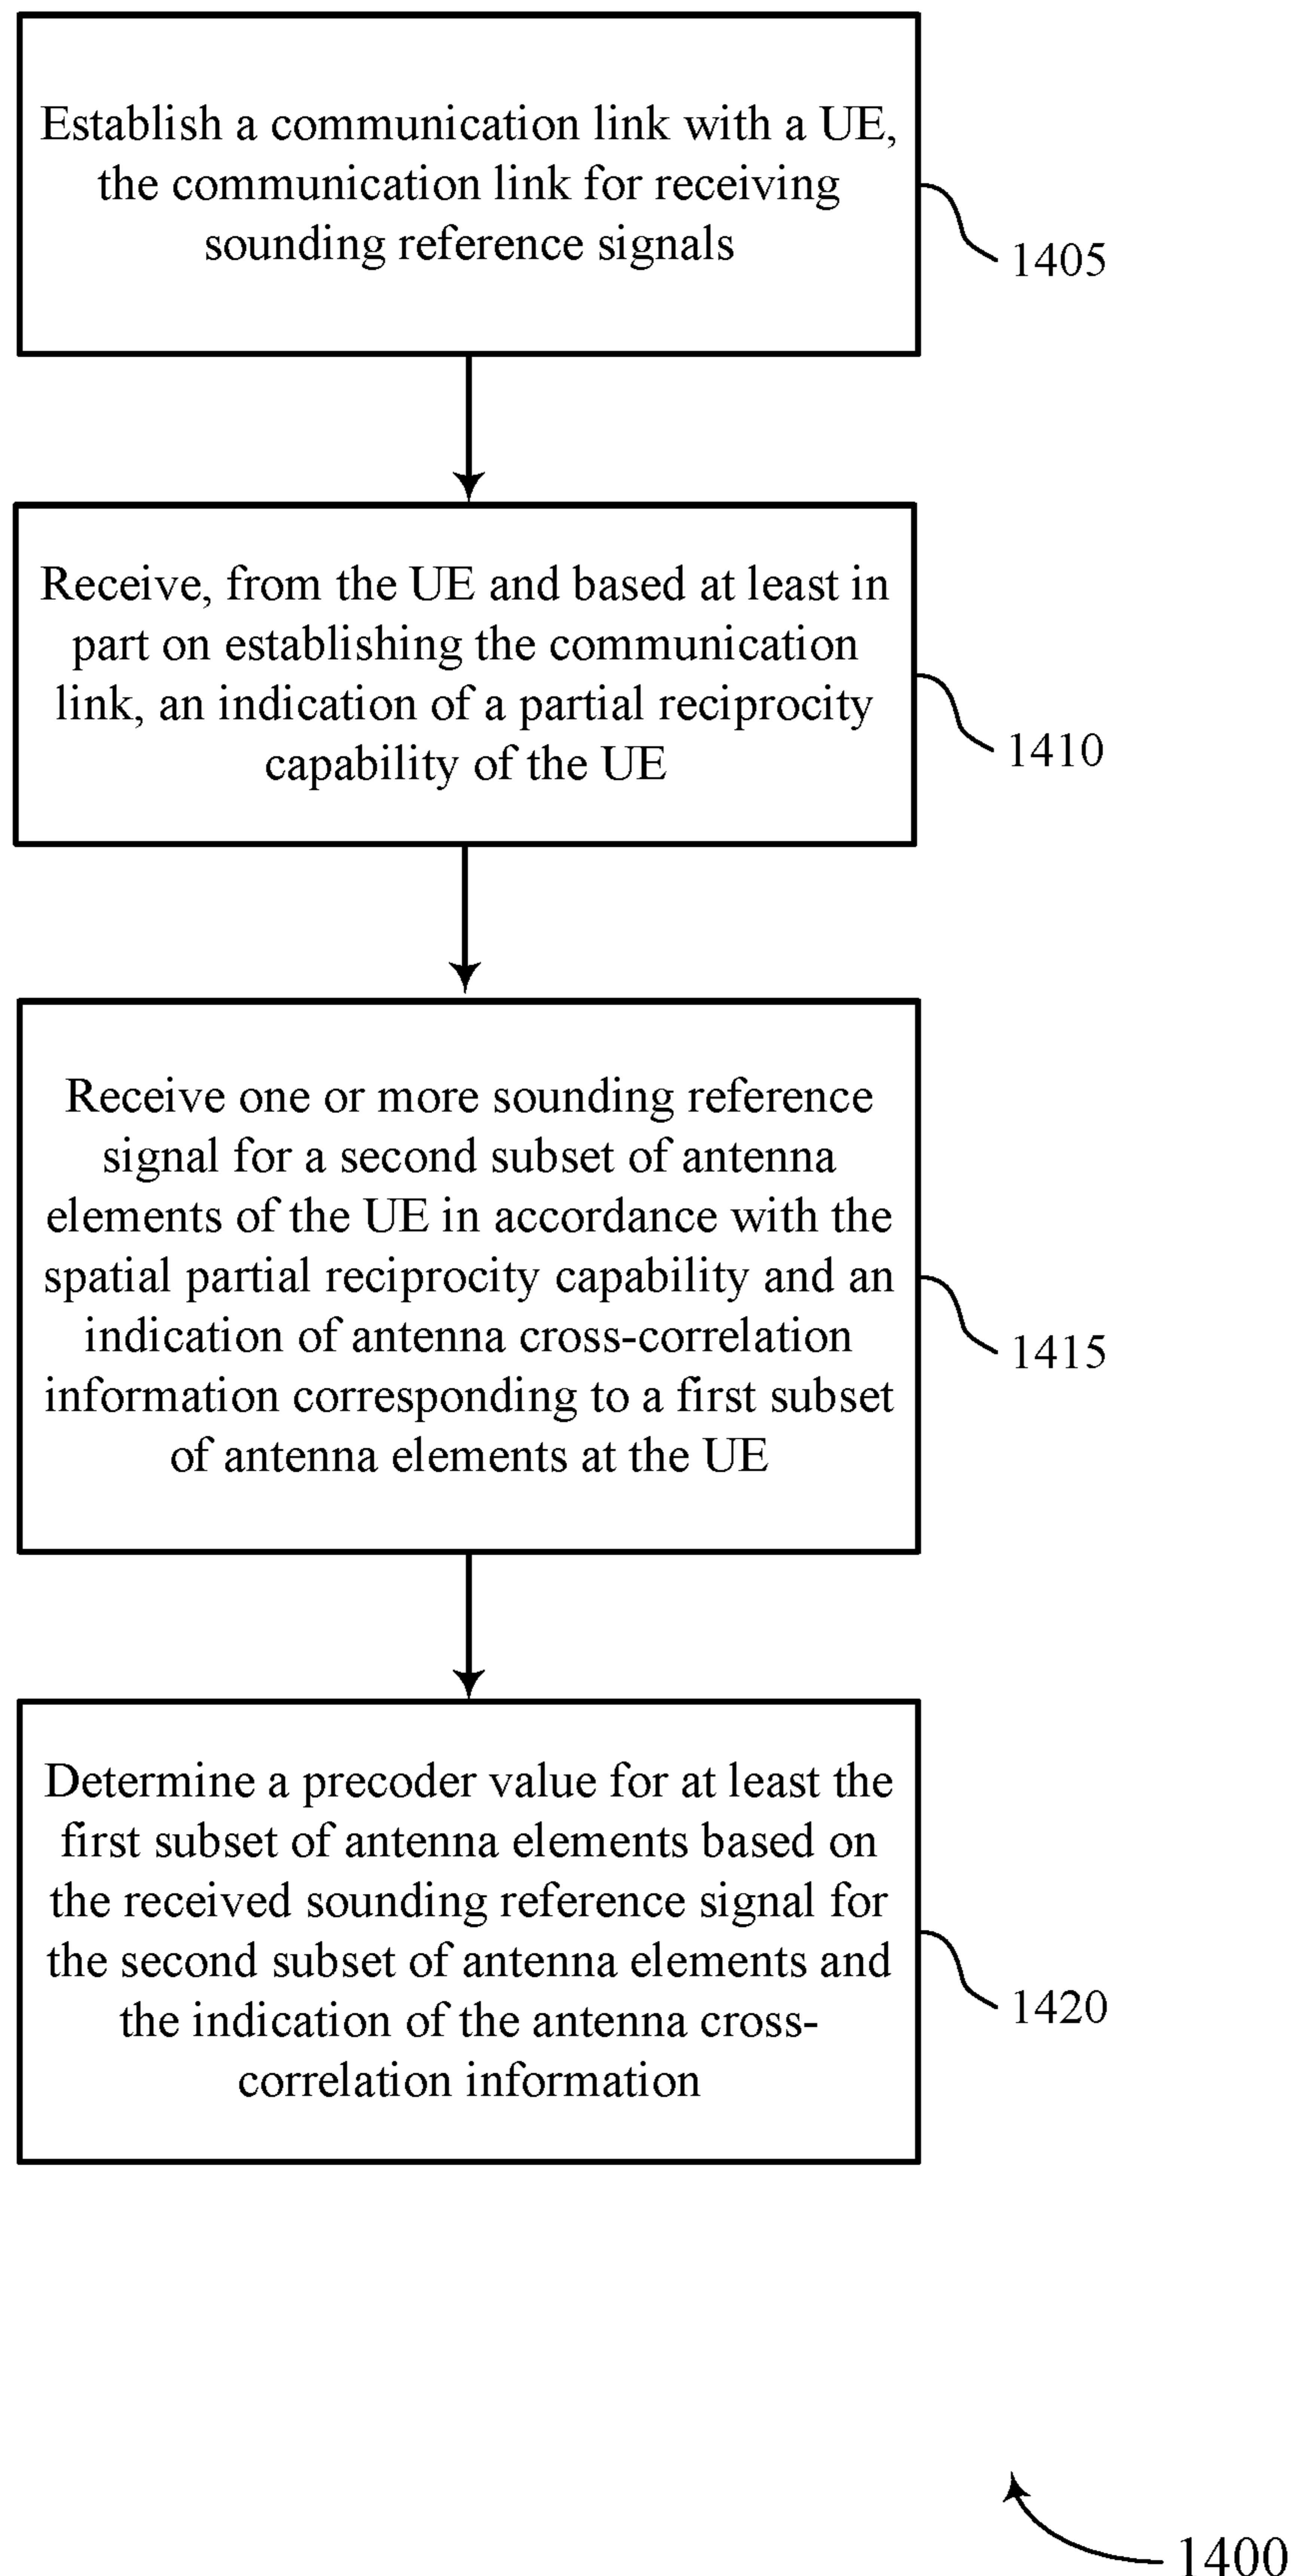 Establish a communication link with a UE,
the communication link for receiving
sounding reference signals
1405
Receive, from the UE and based at least in
part on establishing the communication
link, an indication of a partial reciprocity
capability of the UE
1410
Receive one or more sounding reference
signal for a second subset of antenna
elements of the UE in accordance with the
spatial partial reciprocity capability and an
indication of antenna cross-correlation
information corresponding to a first subset
of antenna elements at the UE
1415
Determine a precoder value for at least the
first subset of antenna elements based on
the received sounding reference signal for
the second subset of antenna elements and
the indication of the antenna cross-
correlation information
1420
1400